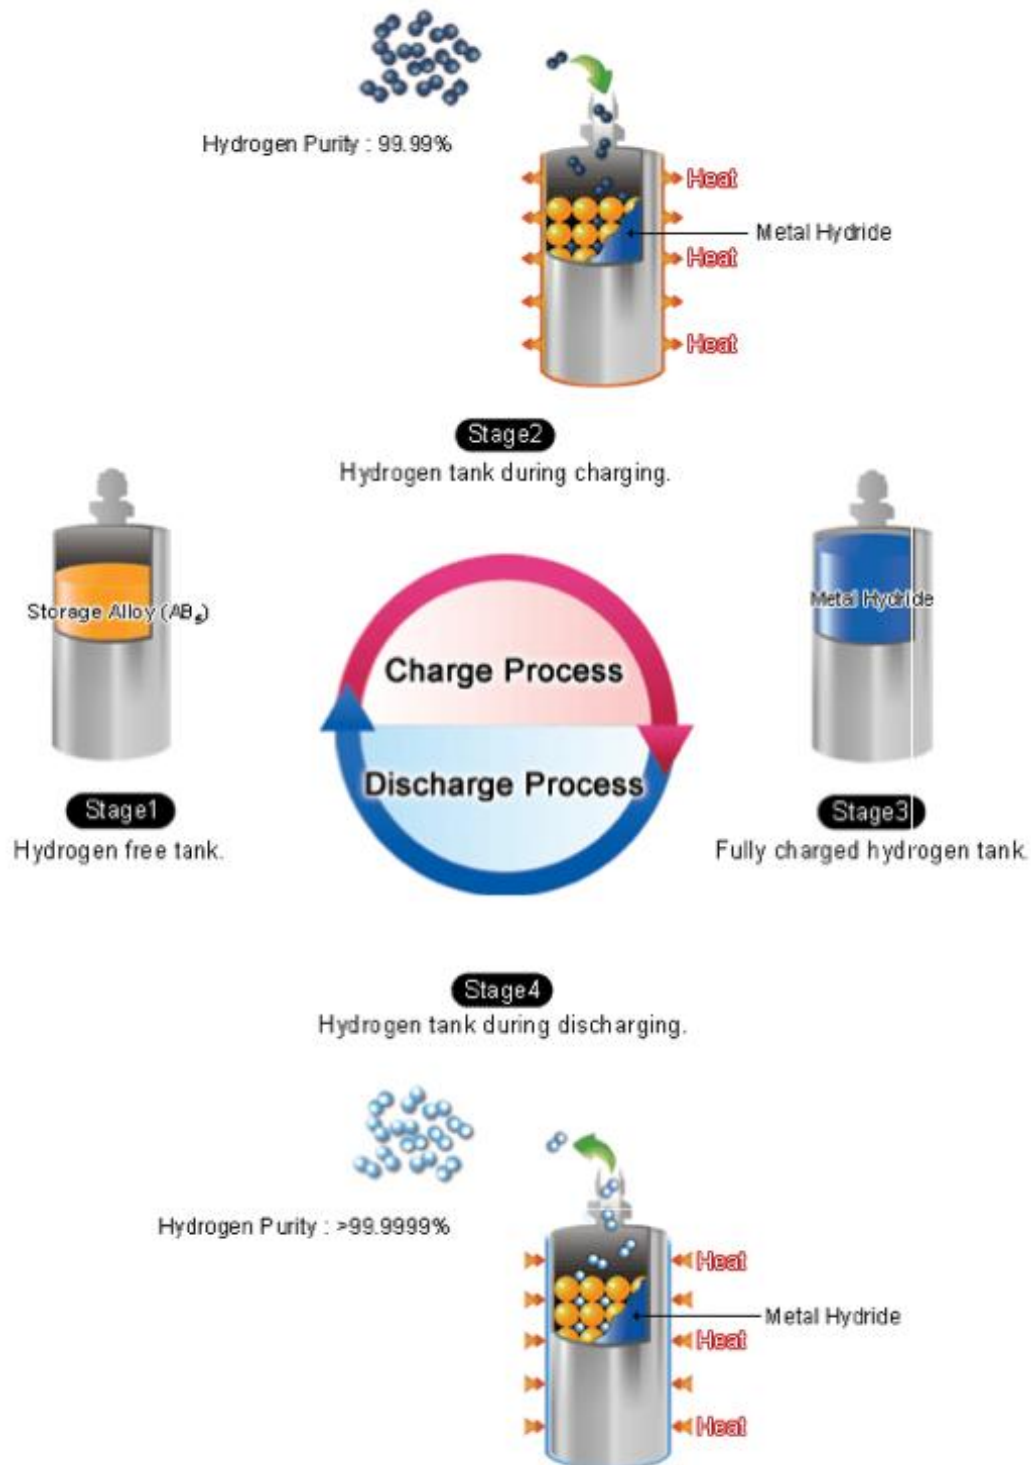 Hydrogen Purity : 99.99%
Heat
Metal Hydride
Heat
Heat
Stage2
Hydrogen tank during charging.
Storage Alloy (AB₅)
Metal Hydride
Charge Process
Discharge Process
Stage1
Hydrogen free tank.
Stage3
Fully charged hydrogen tank.
Stage4
Hydrogen tank during discharging.
Hydrogen Purity : >99.9999%
Heat
Metal Hydride
Heat
Heat